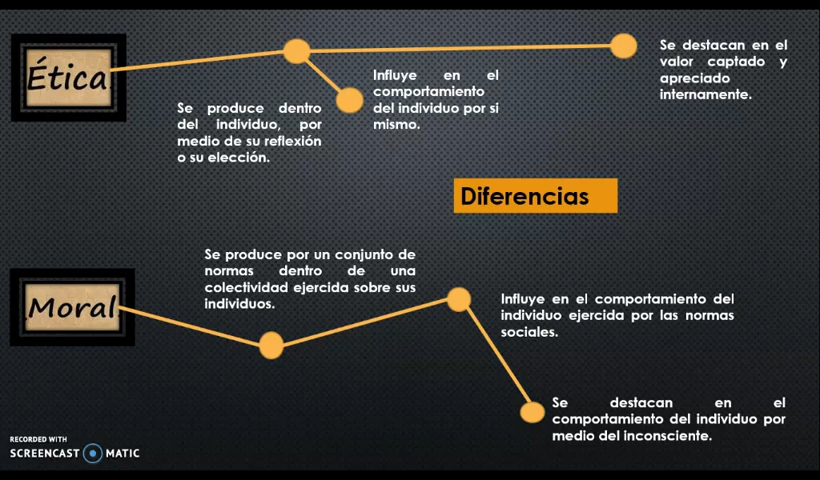 Ética
Se produce dentro
del individuo, por
medio de su reflexión
o su elección.
Influye en el
comportamiento
del individuo por si
mismo.
Se destacan en el
valor captado y
apreciado
internamente.
Diferencias
Moral
Se produce por un conjunto de
normas dentro de una
colectividad ejercida sobre sus
individuos.
Influye en el comportamiento del
individuo ejercida por las normas
sociales.
Se destacan en el
comportamiento del individuo por
medio del inconsciente.
RECORDED WITH
SCREENCAST MATIC